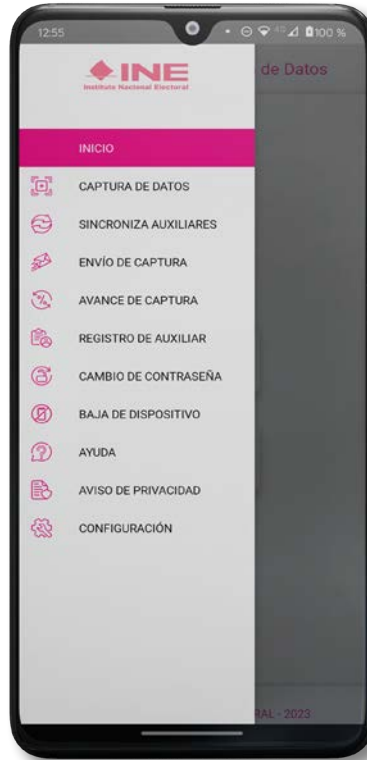 12:55
4G
100 %
INE
Instituto Nacional Electoral
de Datos
INICIO
CAPTURA DE DATOS
SINCRONIZA AUXILIARES
ENVÍO DE CAPTURA
AVANCE DE CAPTURA
REGISTRO DE AUXILIAR
CAMBIO DE CONTRASEÑA
BAJA DE DISPOSITIVO
AYUDA
AVISO DE PRIVACIDAD
CONFIGURACIÓN
RAL - 2023